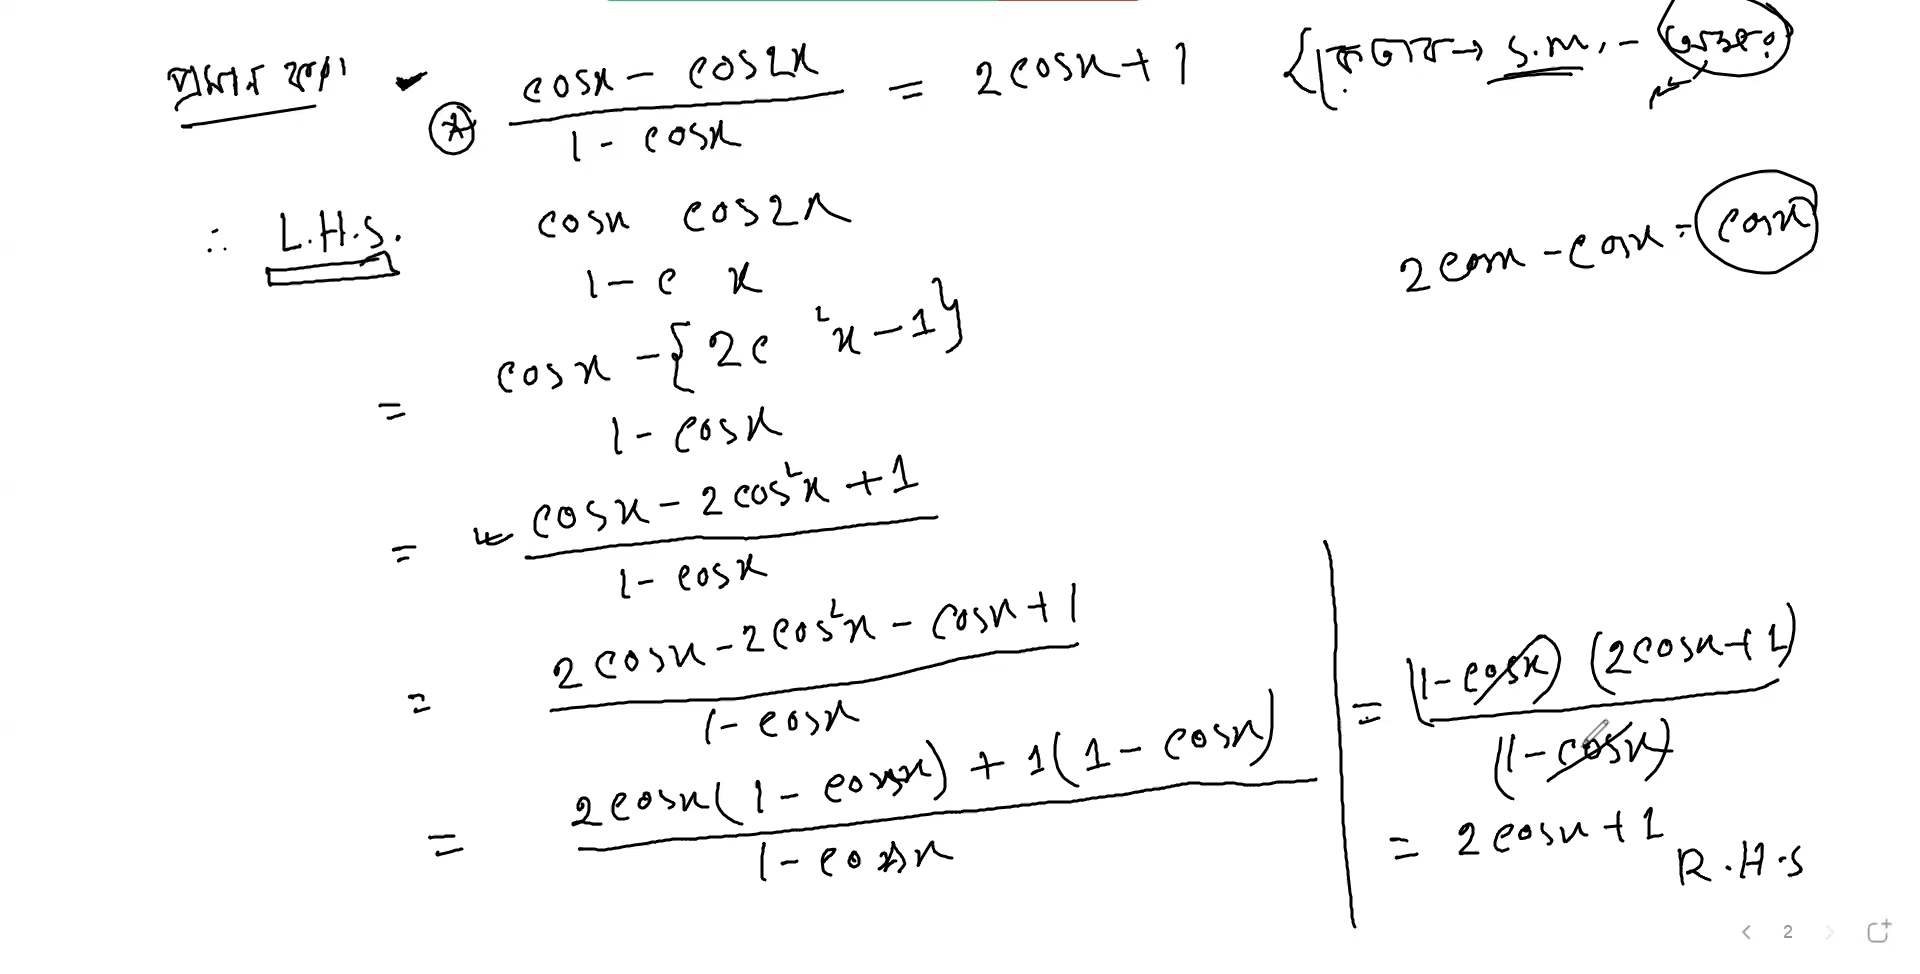 প্রমাণ কর। (cosx - cos2x)/(1 - cosx) = 2cosx + 1 → S.M. -
∴ L.H.S. cosx cos2x
1 - c x
2cosx - cosx = cosx
= cosx - {2c ²x - 1}
1 - cosx
= (cosx - 2cos²x + 1)/(1 - cosx)
= (2cosx - 2cos²x - cosx + 1)/(1 - cosx)
= (2cosx(1 - cosx) + 1(1 - cosx))/(1 - cosx)
= (1 - cosx)(2cosx + 1)/(1 - cosx)
= 2cosx + 1
R.H.S
2